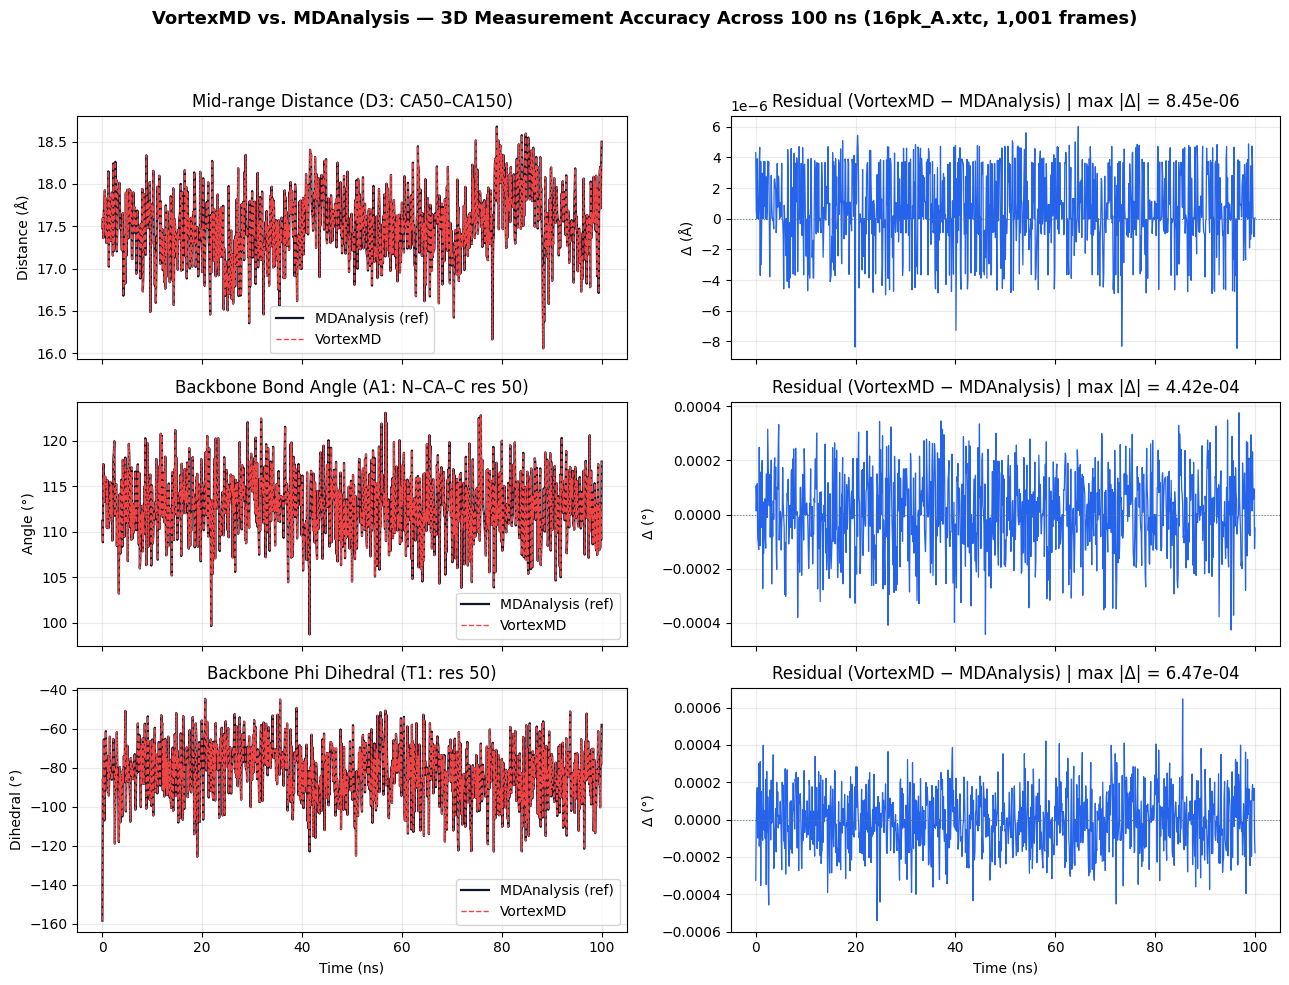 VortexMD vs. MDAnalysis — 3D Measurement Accuracy Across 100 ns (16pk_A.xtc, 1,001 frames)
Mid-range Distance (D3: CA50–CA150)
Distance (Å)
18.5
18.0
17.5
17.0
16.5
16.0
MDAnalysis (ref)
VortexMD
1e−6
Residual (VortexMD − MDAnalysis) | max |Δ| = 8.45e-06
Δ (Å)
6
4
2
0
−2
−4
−6
−8
Backbone Bond Angle (A1: N–CA–C res 50)
Angle (°)
120
115
110
105
100
MDAnalysis (ref)
VortexMD
Residual (VortexMD − MDAnalysis) | max |Δ| = 4.42e-04
Δ (°)
0.0004
0.0002
0.0000
−0.0002
−0.0004
Backbone Phi Dihedral (T1: res 50)
Dihedral (°)
−40
−60
−80
−100
−120
−140
−160
MDAnalysis (ref)
VortexMD
0 20 40 60 80 100
Time (ns)
Residual (VortexMD − MDAnalysis) | max |Δ| = 6.47e-04
Δ (°)
0.0006
0.0004
0.0002
0.0000
−0.0002
−0.0004
−0.0006
0 20 40 60 80 100
Time (ns)